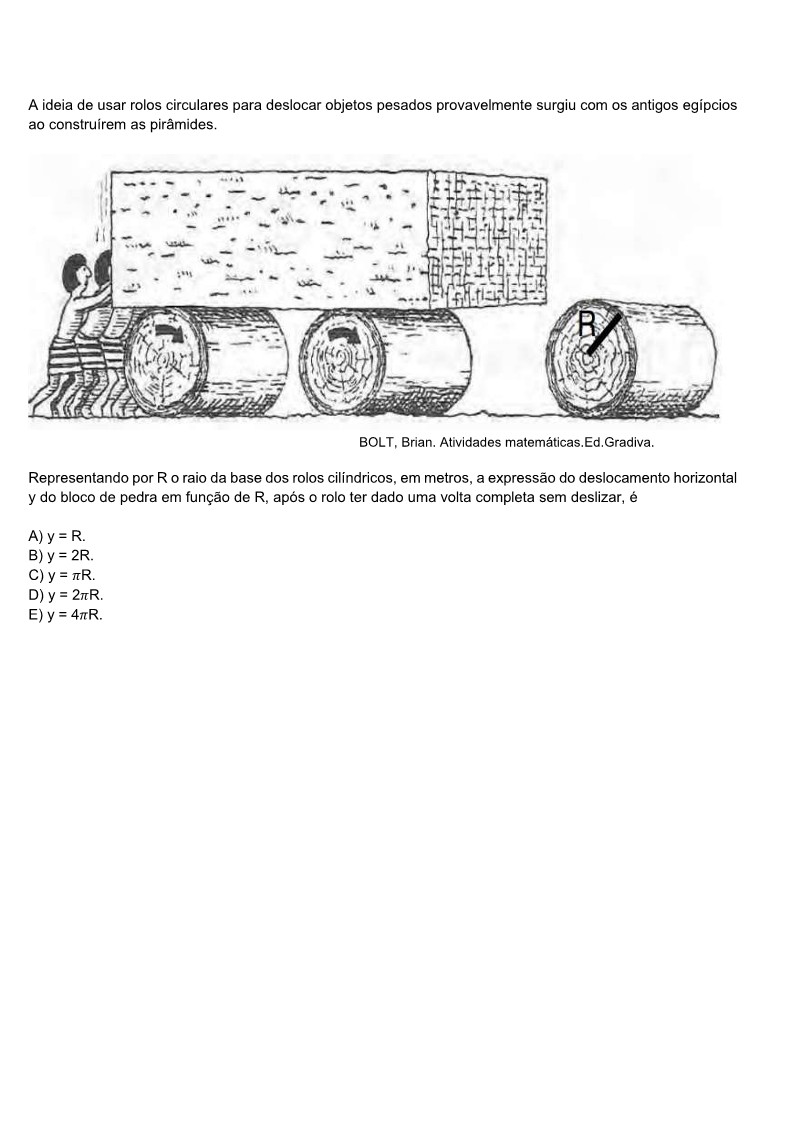 A ideia de usar rolos circulares para deslocar objetos pesados provavelmente surgiu com os antigos egípcios
ao construírem as pirâmides.
R
BOLT, Brian. Atividades matemáticas.Ed.Gradiva.
Representando por R o raio da base dos rolos cilíndricos, em metros, a expressão do deslocamento horizontal
y do bloco de pedra em função de R, após o rolo ter dado uma volta completa sem deslizar, é
A) y = R.
B) y = 2R.
C) y = 𝜋R.
D) y = 2𝜋R.
E) y = 4𝜋R.